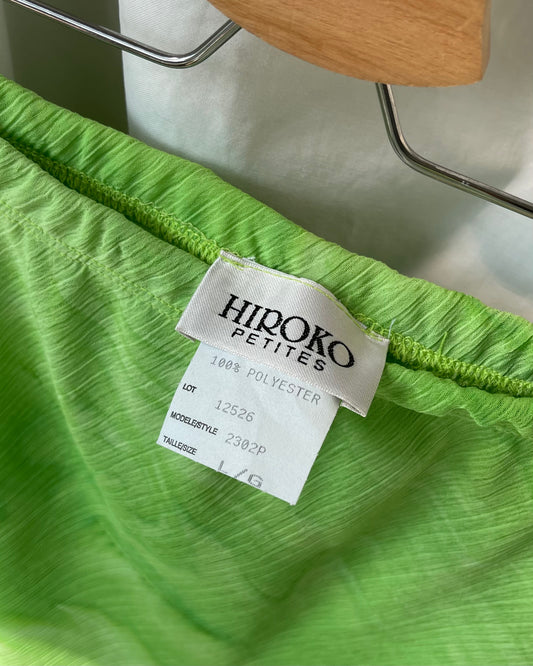 HIROKO
PETITES
100% POLYESTER
LOT 12526
MODELE/STYLE 2302P
TAILLE/SIZE L/G